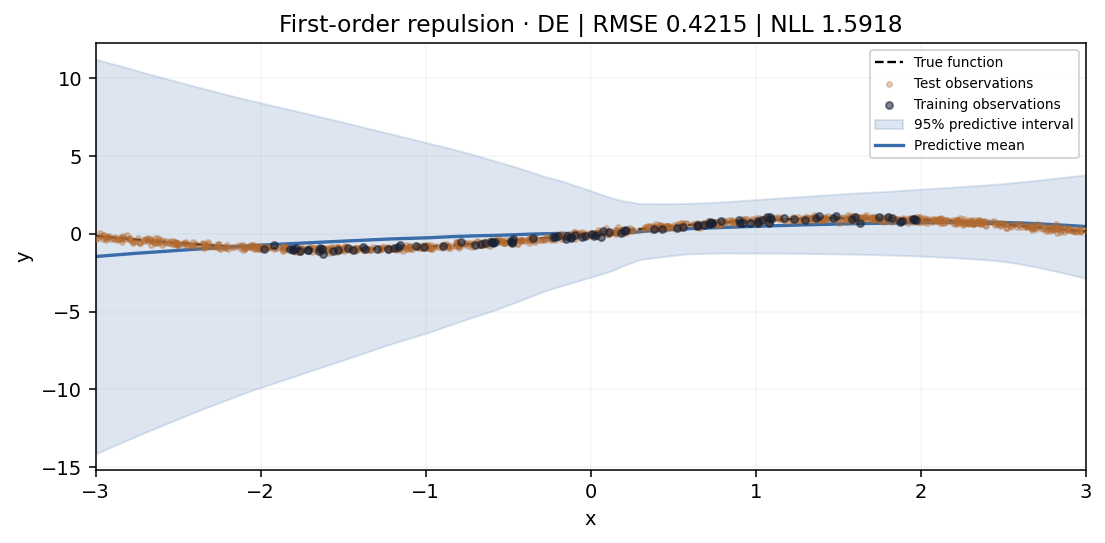 First-order repulsion · DE | RMSE 0.4215 | NLL 1.5918
True function
Test observations
Training observations
95% predictive interval
Predictive mean
y
10
5
0
−5
−10
−15
−3
−2
−1
0
1
2
3
x